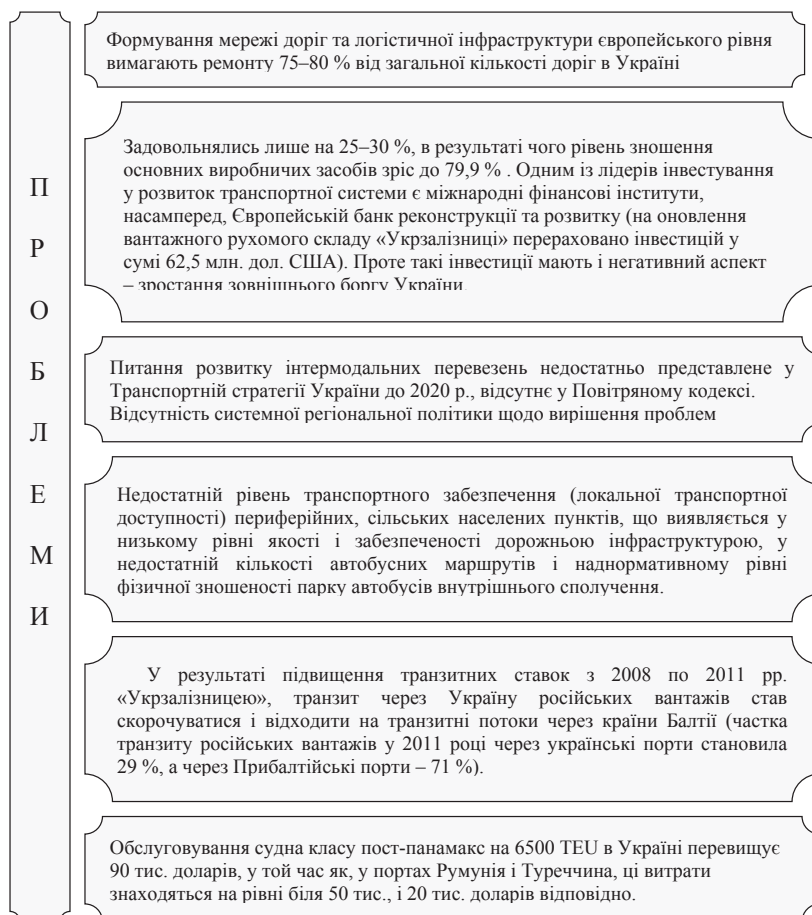 П
Р
О
Б
Л
Е
М
И
Формування мережі доріг та логістичної інфраструктури європейського рівня
вимагають ремонту 75–80 % від загальної кількості доріг в Україні
Задовольнялись лише на 25–30 %, в результаті чого рівень зношення
основних виробничих засобів зріс до 79,9 % . Одним із лідерів інвестування
у розвиток транспортної системи є міжнародні фінансові інститути,
насамперед, Європейській банк реконструкції та розвитку (на оновлення
вантажного рухомого складу «Укрзалізниці» перераховано інвестицій у
сумі 62,5 млн. дол. США). Проте такі інвестиції мають і негативний аспект
– зростання зовнішнього боргу України.
Питання розвитку інтермодальних перевезень недостатньо представлене у
Транспортній стратегії України до 2020 р., відсутнє у Повітряному кодексі.
Відсутність системної регіональної політики щодо вирішення проблем
Недостатній рівень транспортного забезпечення (локальної транспортної
доступності) периферійних, сільських населених пунктів, що виявляється у
низькому рівні якості і забезпеченості дорожньою інфраструктурою, у
недостатній кількості автобусних маршрутів і наднормативному рівні
фізичної зношеності парку автобусів внутрішнього сполучення.
У результаті підвищення транзитних ставок з 2008 по 2011 рр.
«Укрзалізницею», транзит через Україну російських вантажів став
скорочуватися і відходити на транзитні потоки через країни Балтії (частка
транзиту російських вантажів у 2011 році через українські порти становила
29 %, а через Прибалтійські порти – 71 %).
Обслуговування судна класу пост-панамакс на 6500 TEU в Україні перевищує
90 тис. доларів, у той час як, у портах Румунія і Туреччина, ці витрати
знаходяться на рівні біля 50 тис., і 20 тис. доларів відповідно.